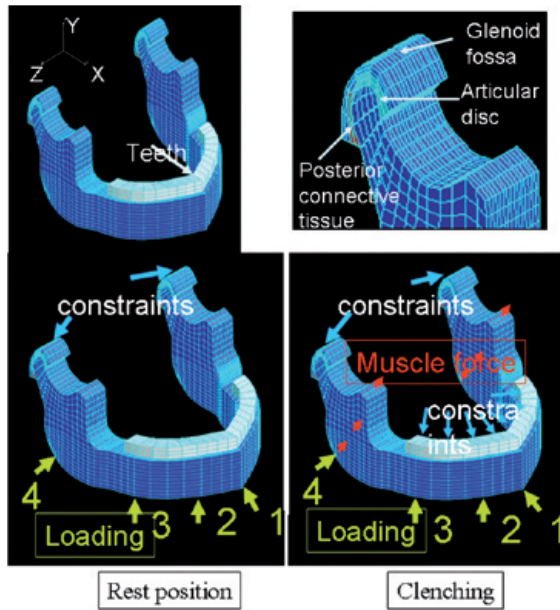 Y
Z
X
Teeth
Glenoid
fossa
Articular
disc
Posterior
connective
tissue
constraints
4
Loading
3
2
1
Rest position
constraints
Muscle force
constra
ints
4
Loading
3
2
1
Clenching